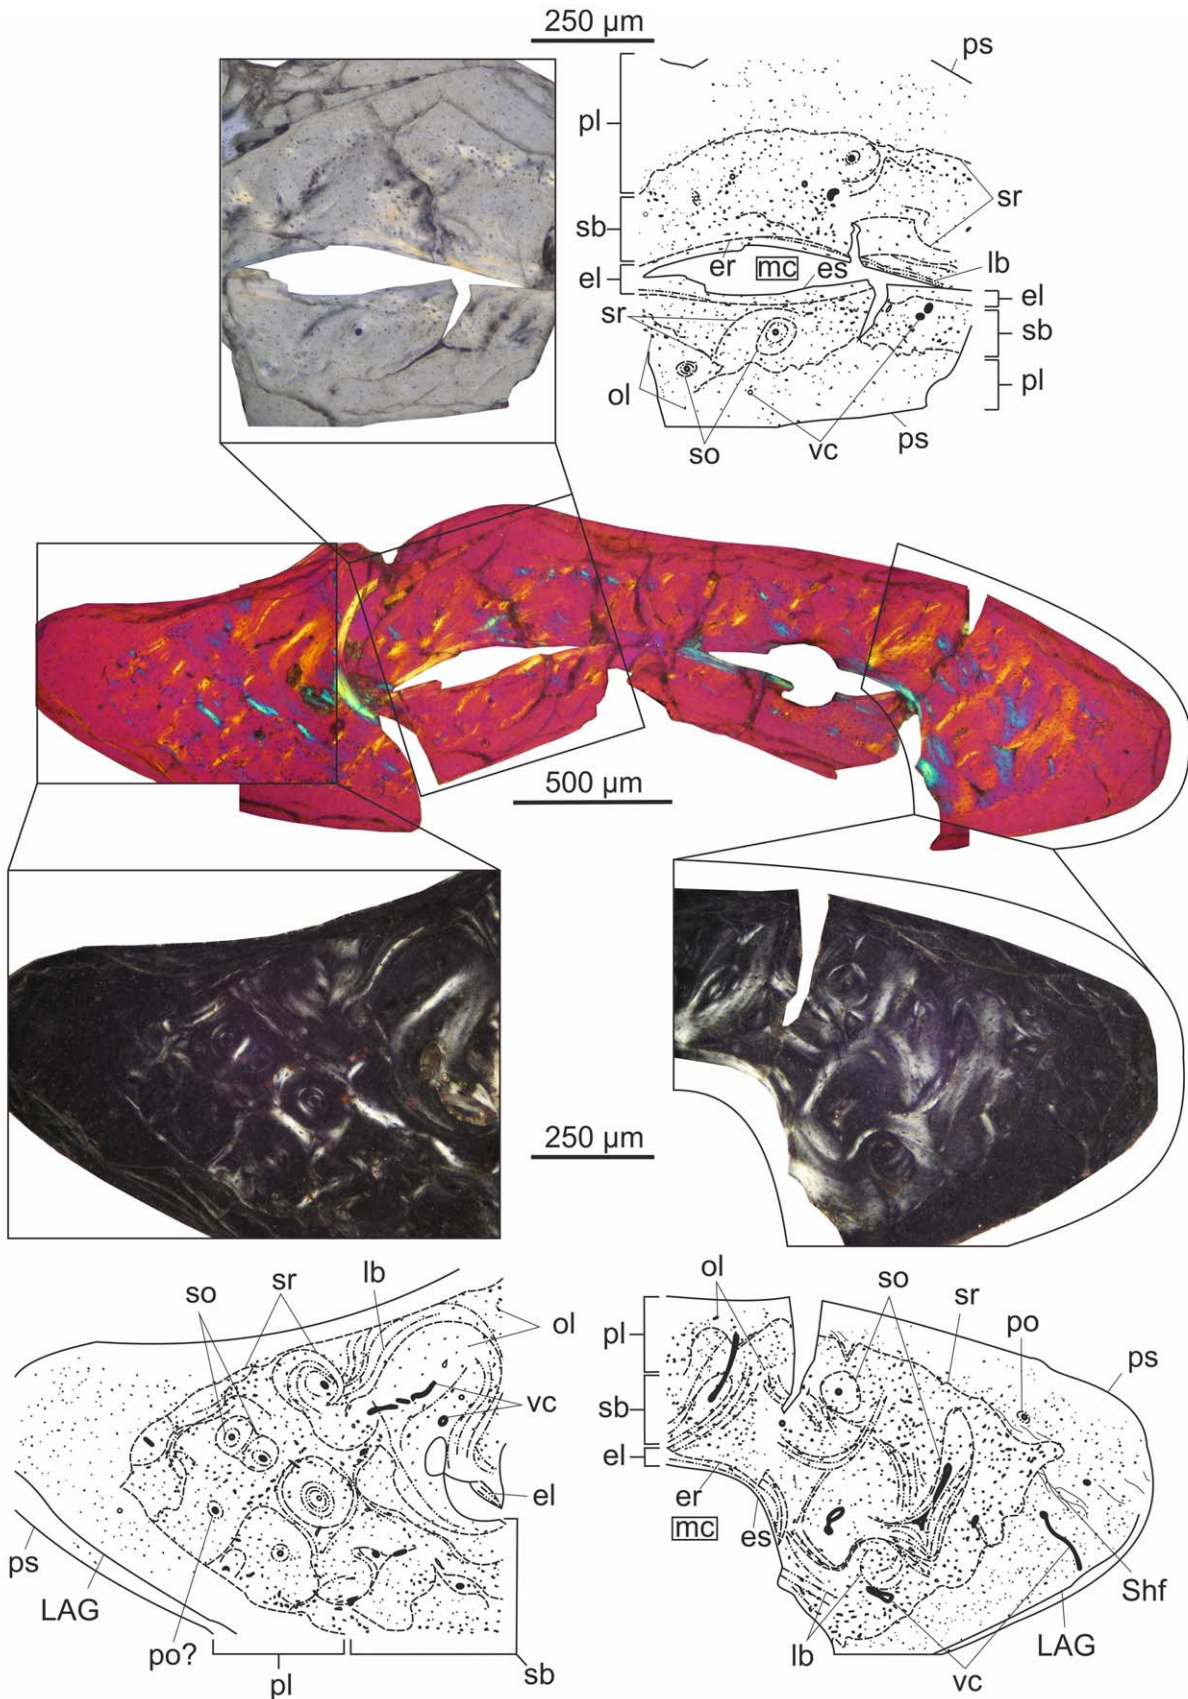 250 µm
ps
pl
sb
el
sr
er
mc
es
lb
el
sr
sb
ol
pl
so
vc
ps
500 µm
250 µm
so
sr
lb
ol
vc
el
ps
LAG
po?
pl
sb
ol
so
sr
po
ps
pl
sb
el
er
mc
es
lb
vc
LAG
Shf